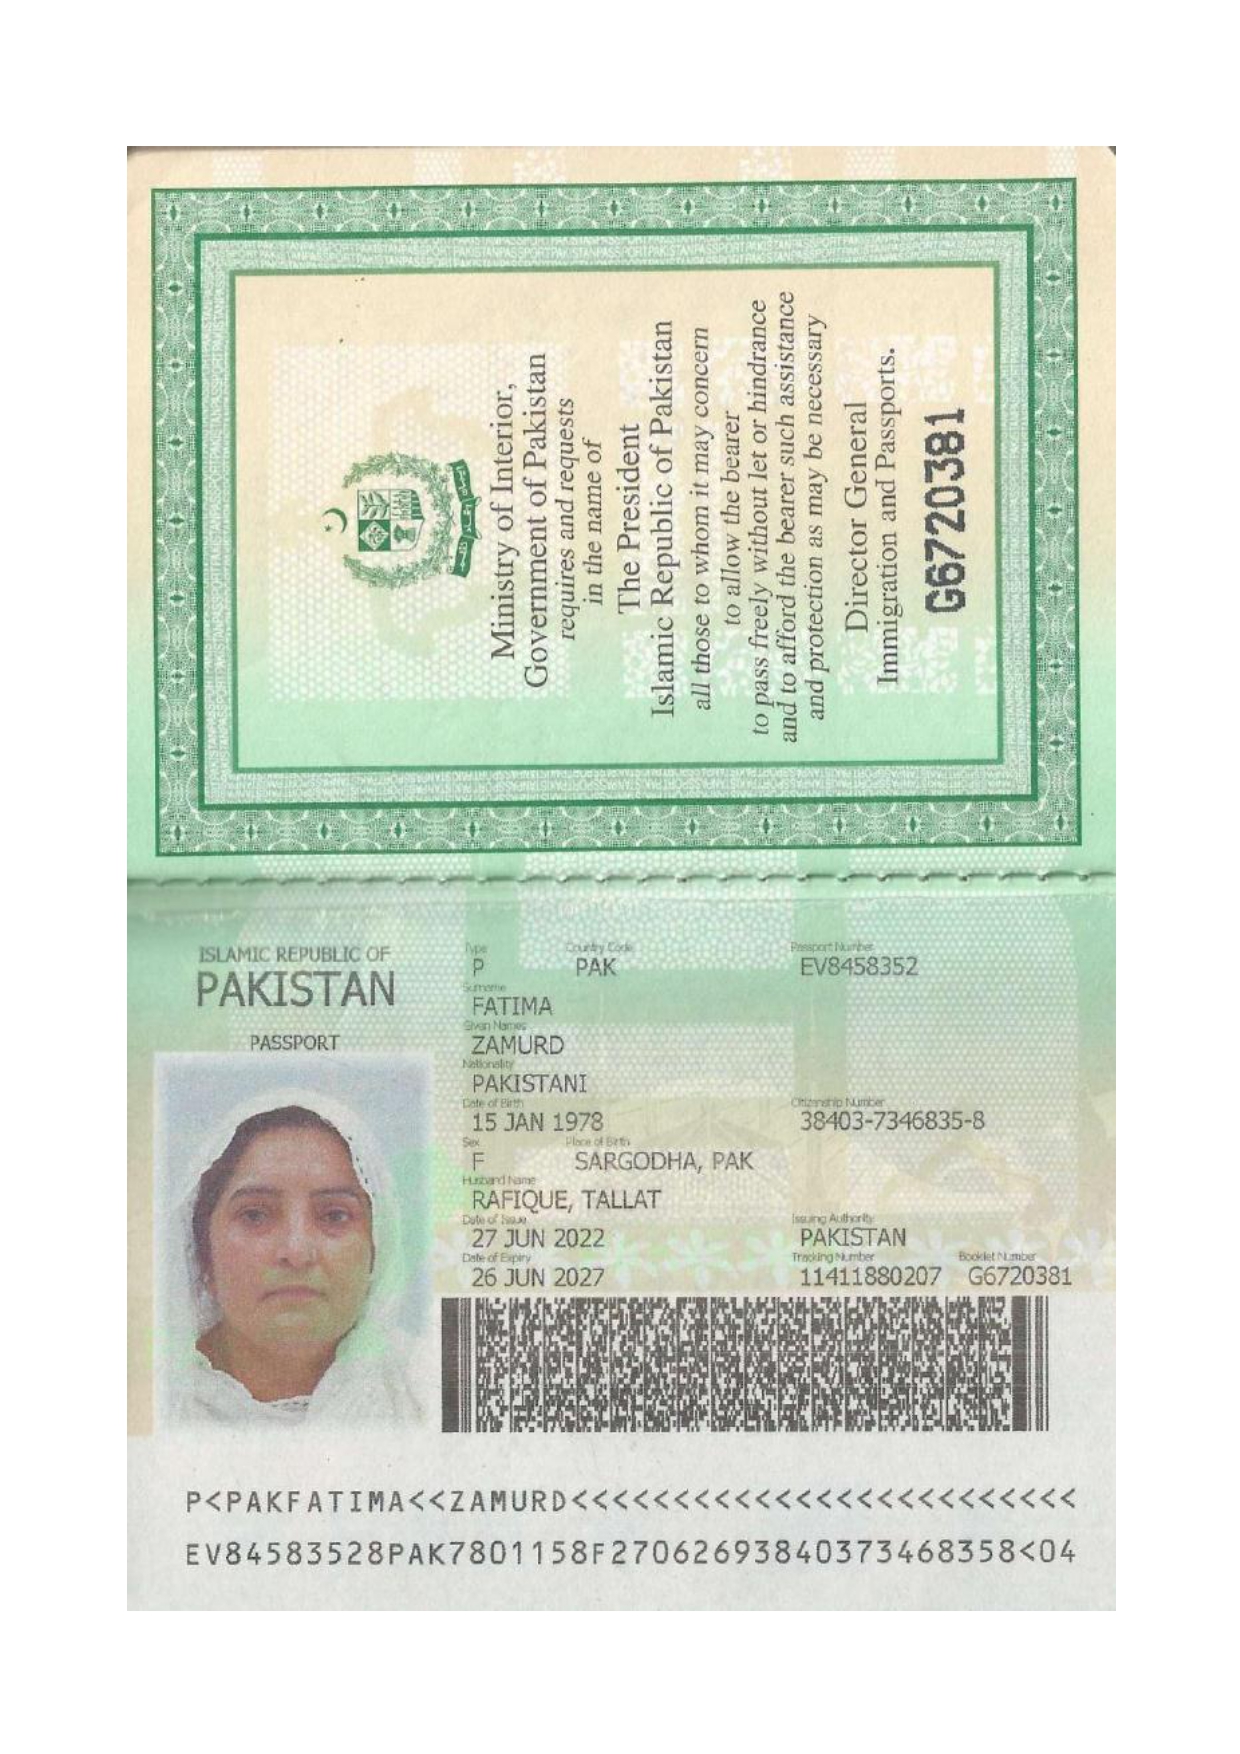 Ministry of Interior,
Government of Pakistan
requires and requests
in the name of
The President
Islamic Republic of Pakistan
all those to whom it may concern
to allow the bearer
to pass freely without let or hindrance
and to afford the bearer such assistance
and protection as may be necessary
Director General
Immigration and Passports.
G6720381
ISLAMIC REPUBLIC OF
PAKISTAN
PASSPORT
Type Country Code Passport Number
P PAK EV8458352
Surname
FATIMA
Given Names
ZAMURD
Nationality
PAKISTANI
Date of Birth Citizenship Number
15 JAN 1978 38403-7346835-8
Sex Place of Birth
F SARGODHA, PAK
Husband Name
RAFIQUE, TALLAT
Date of Issue Issuing Authority
27 JUN 2022 PAKISTAN
Date of Expiry Tracking Number Booklet Number
26 JUN 2027 11411880207 G6720381
P<PAKFATIMA<<ZAMURD<<<<<<<<<<<<<<<<<<<<<<<<<
EV84583528PAK7801158F27062693840373468358<04